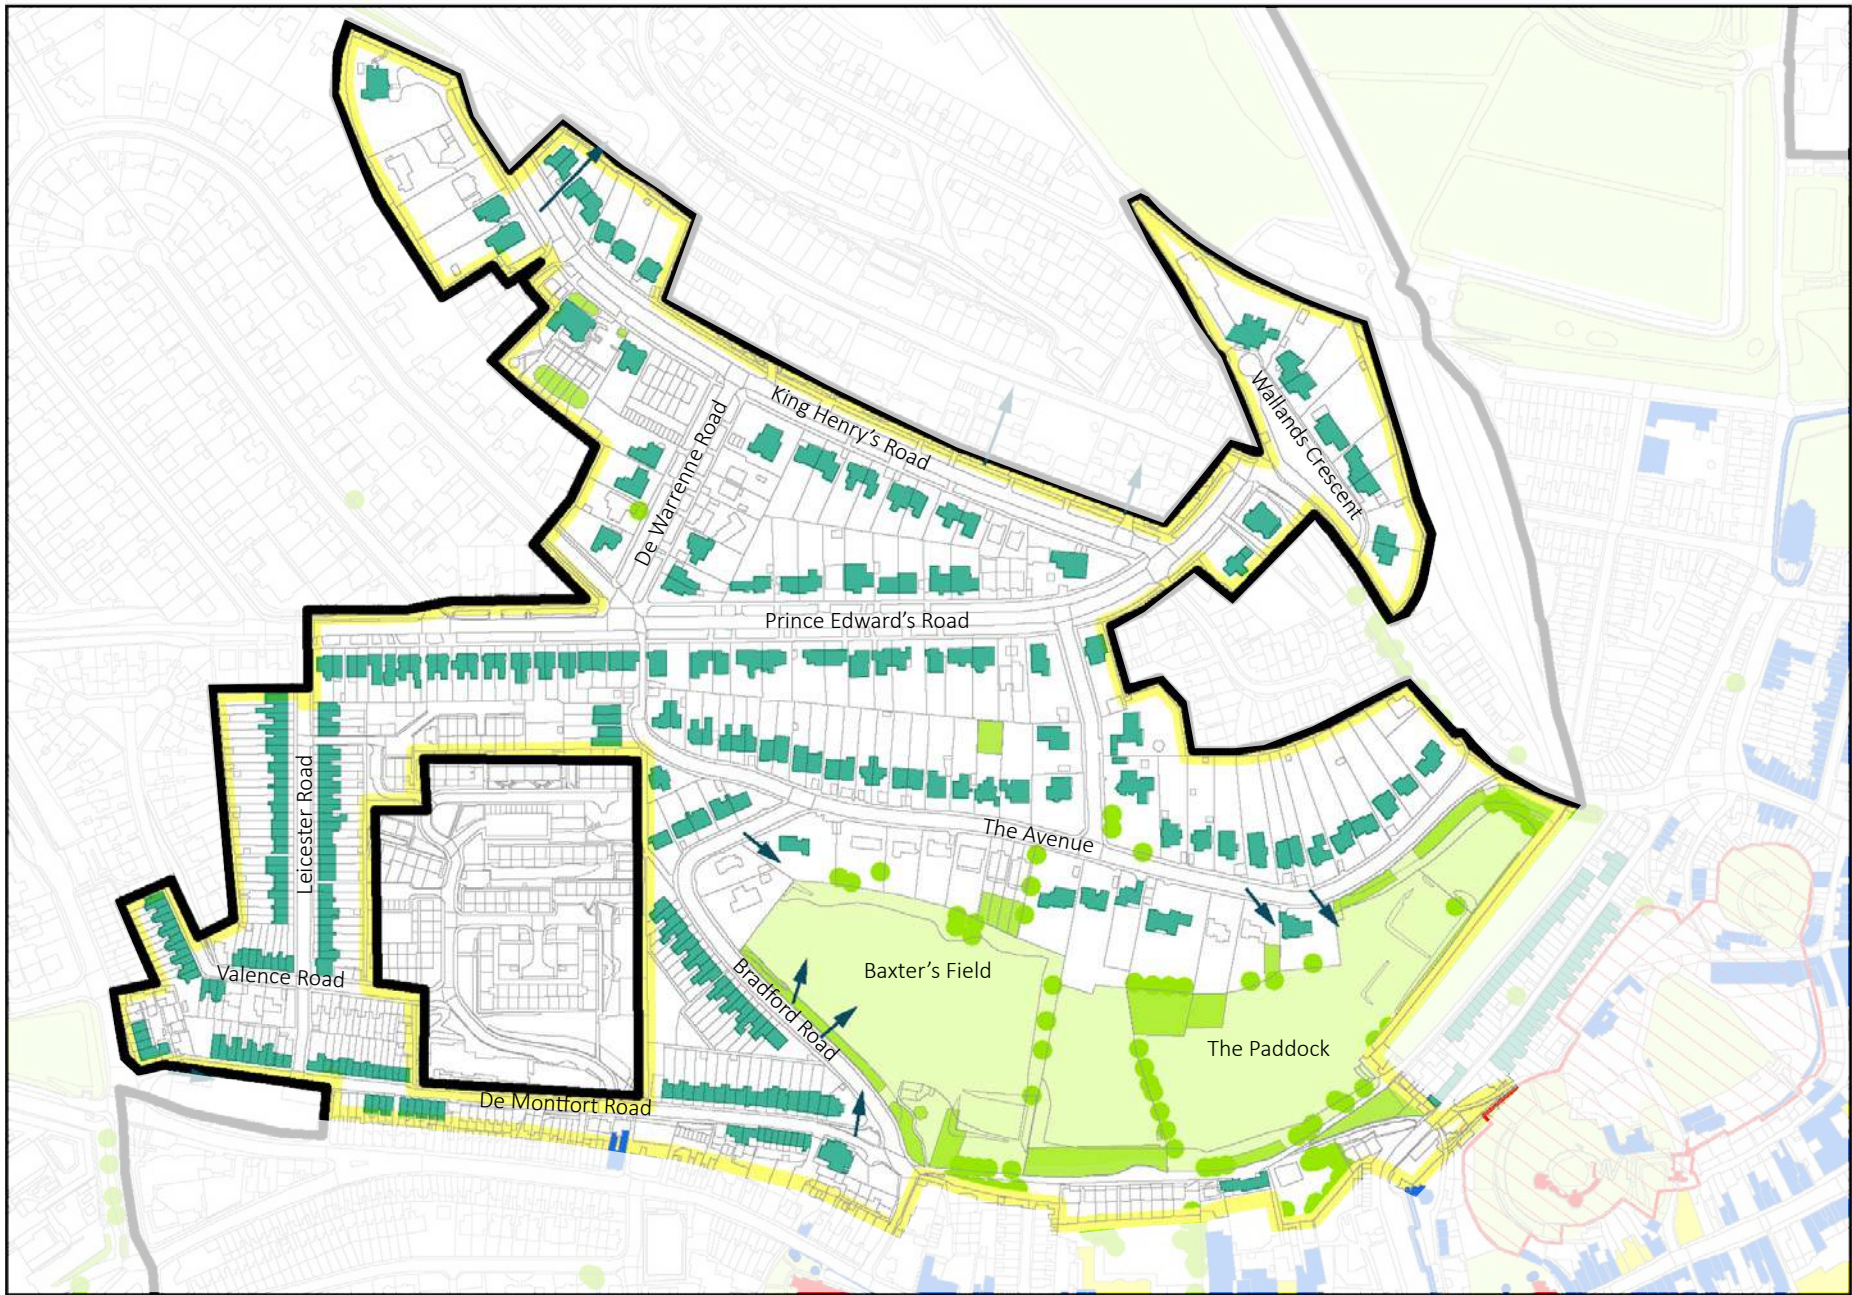 King Henry's Road
Wallands Crescent
De Warrenne Road
Prince Edward's Road
Leicester Road
The Avenue
Valence Road
Bradford Road
Baxter's Field
The Paddock
De Montfort Road